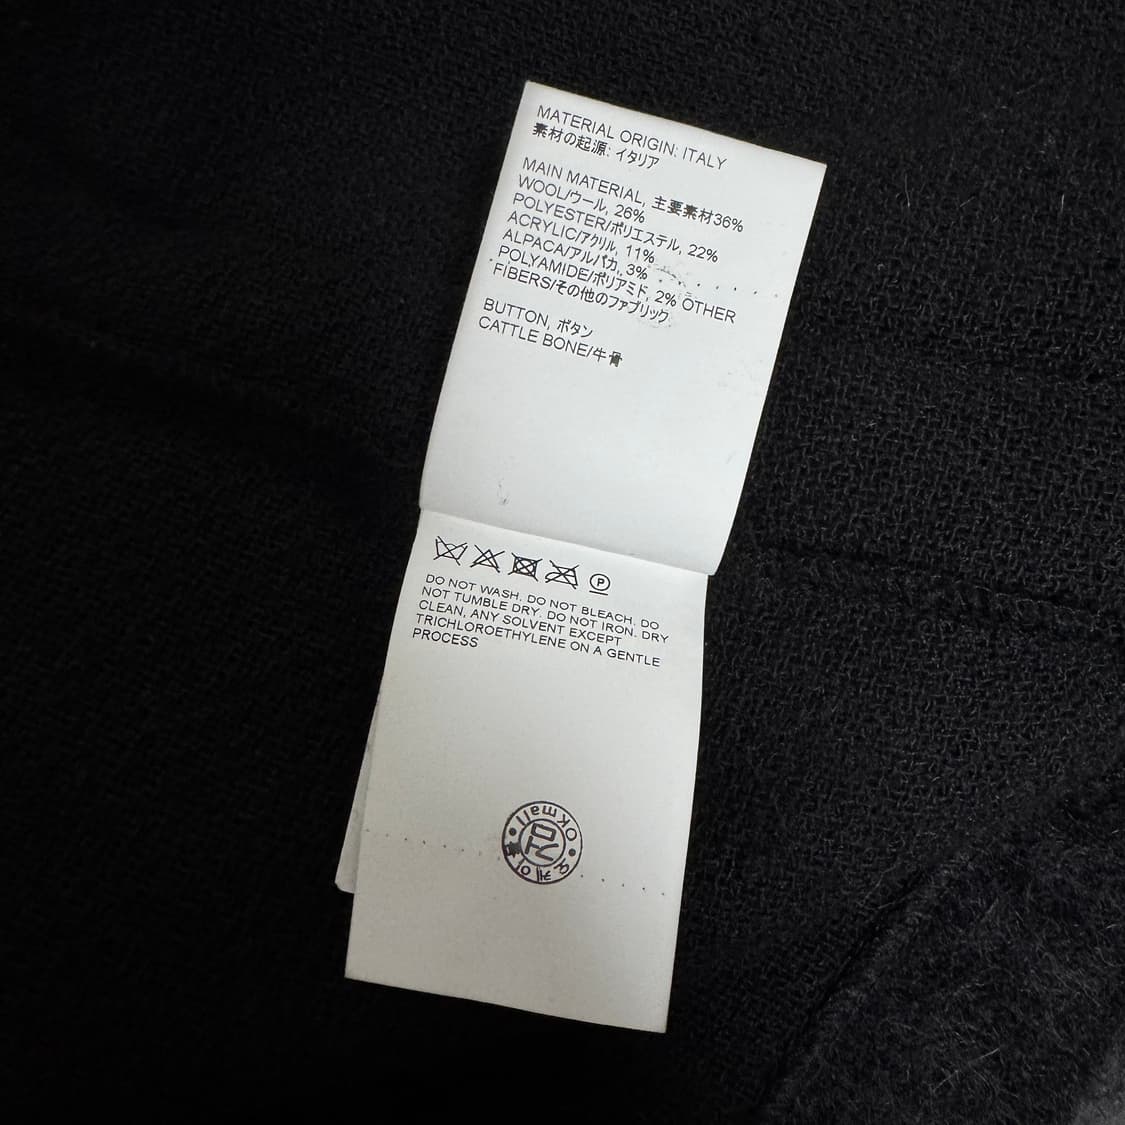 MATERIAL ORIGIN: ITALY
素材の起源: イタリア
MAIN MATERIAL, 主要素材36%
WOOL/ウール, 26%
POLYESTER/ポリエステル, 22%
ACRYLIC/アクリル, 11%
ALPACA/アルパカ, 3%
POLYAMIDE/ポリアミド, 2% OTHER
FIBERS/その他のファブリック
BUTTON, ボタン
CATTLE BONE/牛骨
P
DO NOT WASH. DO NOT BLEACH. DO
NOT TUMBLE DRY. DO NOT IRON. DRY
CLEAN, ANY SOLVENT EXCEPT
TRICHLOROETHYLENE ON A GENTLE
PROCESS
okmall